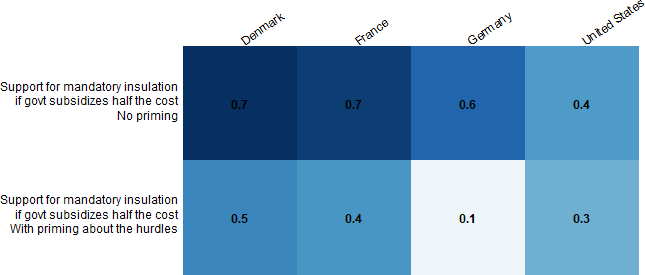 Denmark France Germany United States
Support for mandatory insulation
if govt subsidizes half the cost
No priming
0.7 0.7 0.6 0.4
Support for mandatory insulation
if govt subsidizes half the cost
With priming about the hurdles
0.5 0.4 0.1 0.3